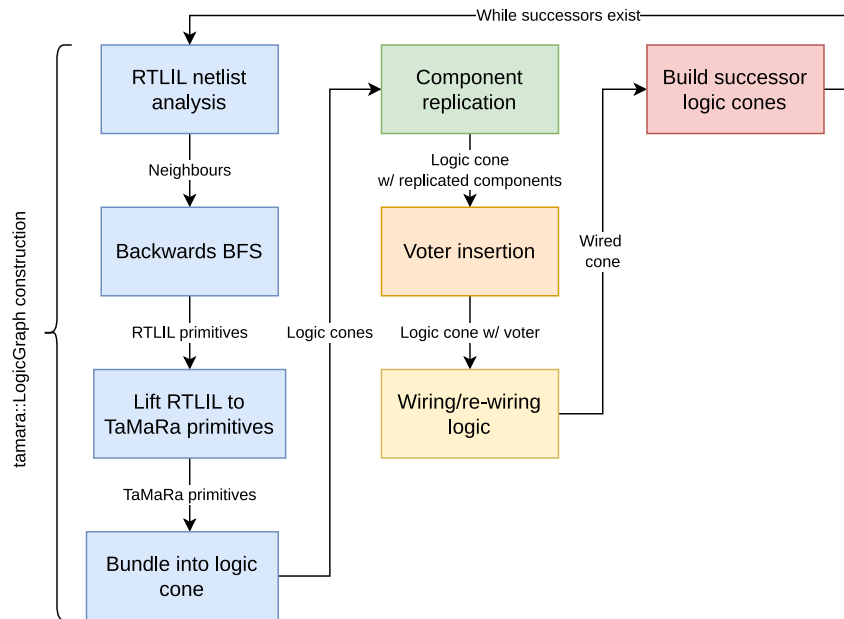 While successors exist
tamara::LogicGraph construction
RTLIL netlist
analysis
Neighbours
Backwards BFS
RTLIL primitives
Lift RTLIL to
TaMaRa primitives
TaMaRa primitives
Bundle into logic
cone
Logic cones
Component
replication
Logic cone
w/ replicated components
Voter insertion
Logic cone w/ voter
Wiring/re-wiring
logic
Wired
cone
Build successor
logic cones